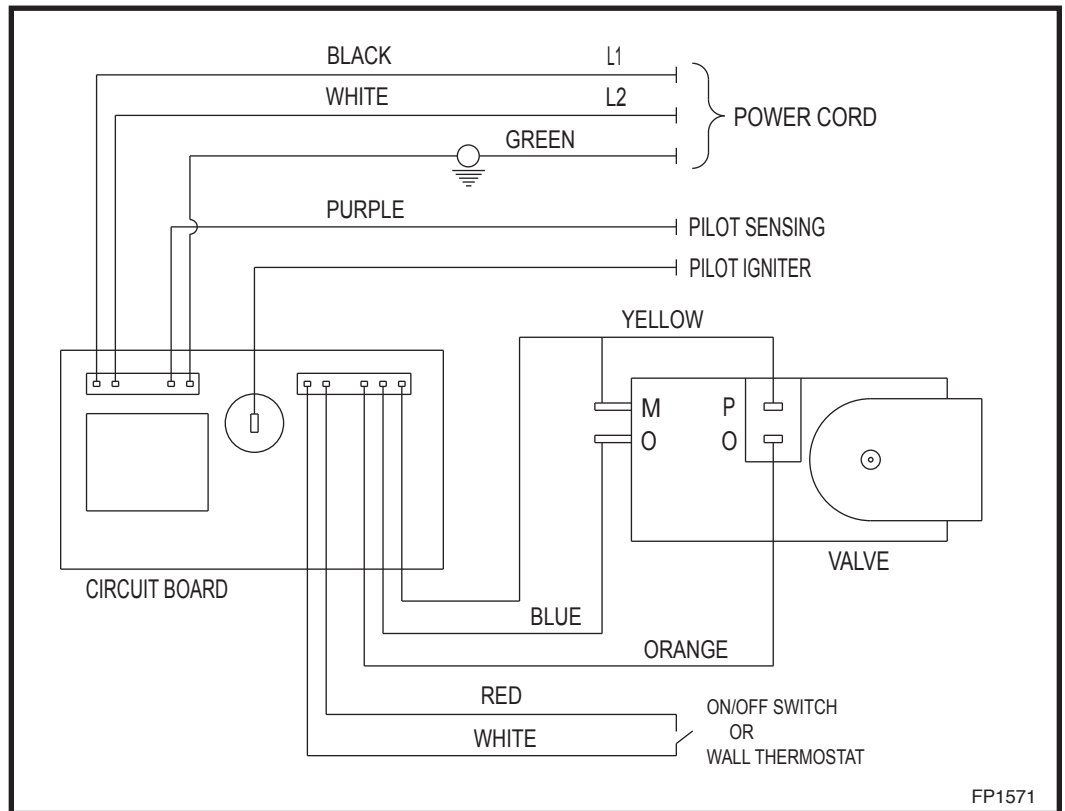 BLACK L1
WHITE L2
POWER CORD
GREEN
PURPLE
PILOT SENSING
PILOT IGNITER
YELLOW
M P
O O
VALVE
CIRCUIT BOARD
BLUE
ORANGE
RED
ON/OFF SWITCH
OR
WALL THERMOSTAT
WHITE
FP1571